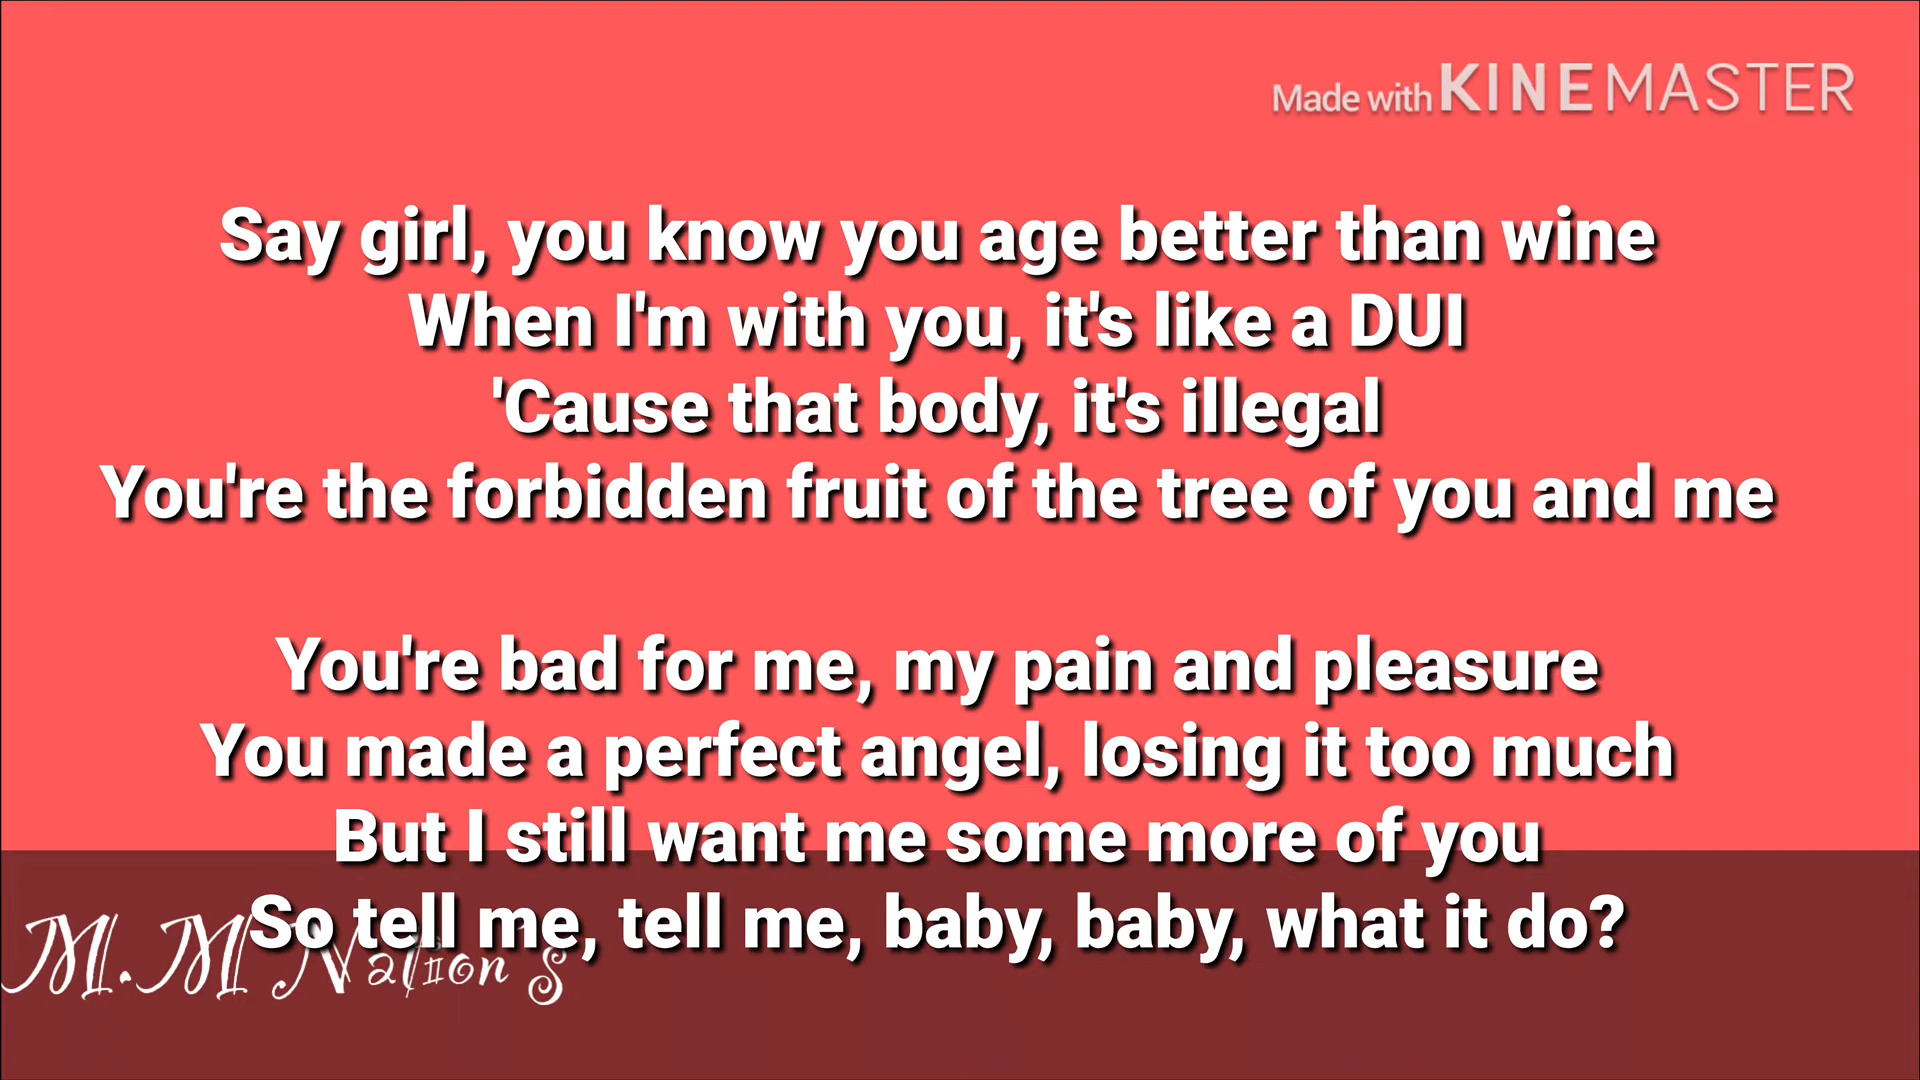 Made with KINEMASTER
Say girl, you know you age better than wine
When I'm with you, it's like a DUI
'Cause that body, it's illegal
You're the forbidden fruit of the tree of you and me
You're bad for me, my pain and pleasure
You made a perfect angel, losing it too much
But I still want me some more of you
So tell me, tell me, baby, baby, what it do?
M.M Nation's